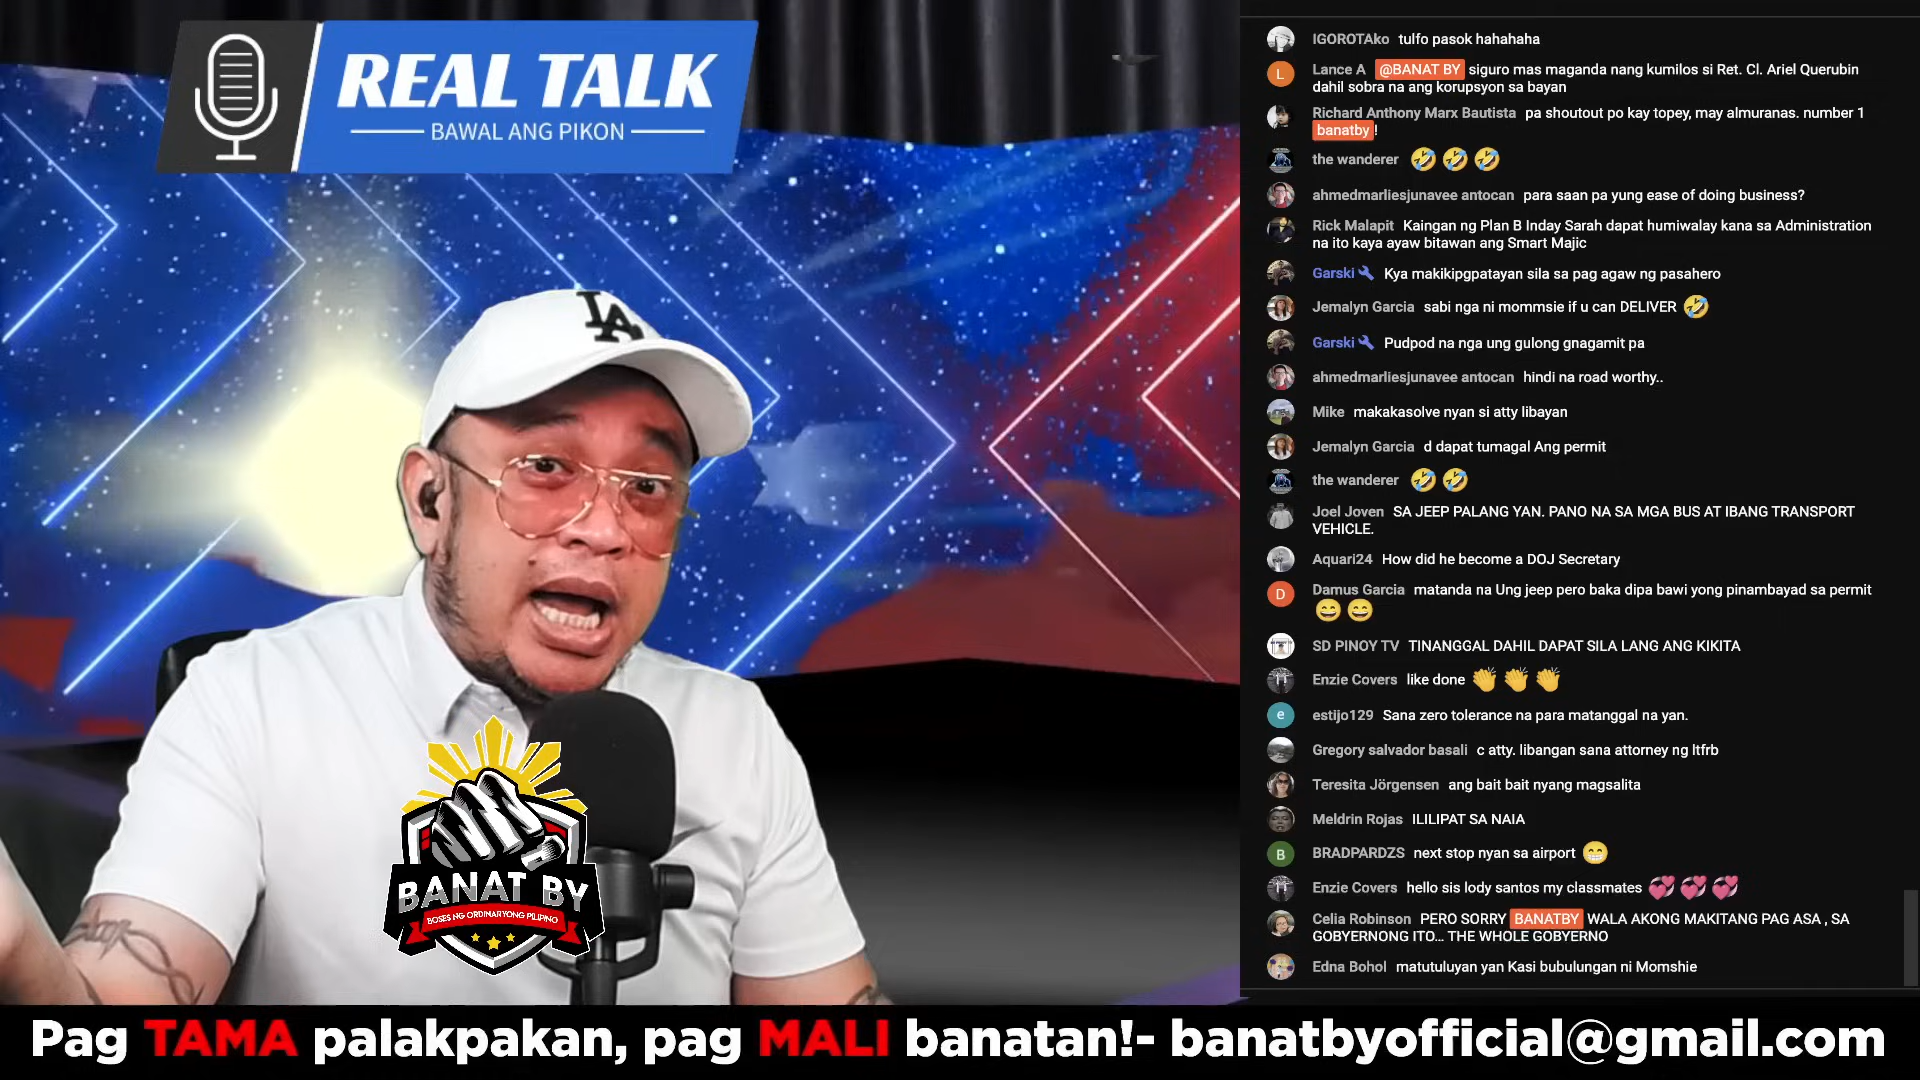 REAL TALK
BAWAL ANG PIKON
LA
BANAT BY
BOSES NG ORDINARYONG PILIPINO
IGOROTAko tulfo pasok hahahaha
Lance A @BANAT BY siguro mas maganda nang kumilos si Ret. Cl. Ariel Querubin
dahil sobra na ang korupsyon sa bayan
Richard Anthony Marx Bautista pa shoutout po kay topey, may almuranas. number 1
banatby!
the wanderer 🤣🤣🤣
ahmedmarliesjunavee antocan para saan pa yung ease of doing business?
Rick Malapit Kaingan ng Plan B Inday Sarah dapat humiwalay kana sa Administration
na ito kaya ayaw bitawan ang Smart Majic
Garski Kya makikipgpatayan sila sa pag agaw ng pasahero
Jemalyn Garcia sabi nga ni mommsie if u can DELIVER 🤣
Garski Pudpod na nga ung gulong gnagamit pa
ahmedmarliesjunavee antocan hindi na road worthy..
Mike makakasolve nyan si atty libayan
Jemalyn Garcia d dapat tumagal Ang permit
the wanderer 🤣🤣
Joel Joven SA JEEP PALANG YAN. PANO NA SA MGA BUS AT IBANG TRANSPORT
VEHICLE.
Aquari24 How did he become a DOJ Secretary
D
Damus Garcia matanda na Ung jeep pero baka dipa bawi yong pinambayad sa permit
😄😄
SD PINOY TV TINANGGAL DAHIL DAPAT SILA LANG ANG KIKITA
Enzie Covers like done 👏👏👏
e
estijo129 Sana zero tolerance na para matanggal na yan.
Gregory salvador basali c atty. libangan sana attorney ng ltfrb
Teresita Jörgensen ang bait bait nyang magsalita
Meldrin Rojas ILILIPAT SA NAIA
B
BRADPARDZS next stop nyan sa airport 😁
Enzie Covers hello sis lody santos my classmates 💞💞💞
Celia Robinson PERO SORRY BANATBY WALA AKONG MAKITANG PAG ASA , SA
GOBYERNONG ITO... THE WHOLE GOBYERNO
Edna Bohol matutuluyan yan Kasi bubulungan ni Momshie
Pag TAMA palakpakan, pag MALI banatan!- banatbyofficial@gmail.com